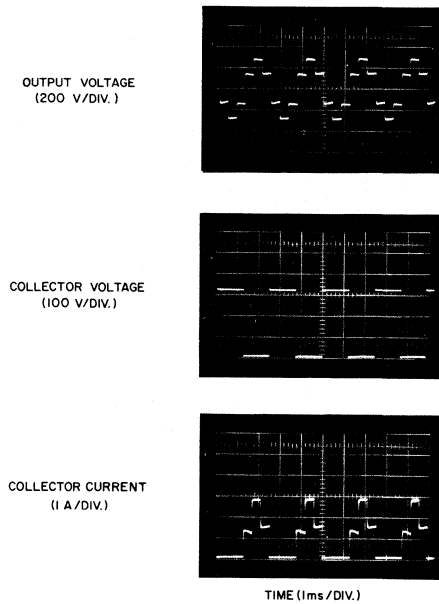 OUTPUT VOLTAGE
(200 V/DIV.)
COLLECTOR VOLTAGE
(100 V/DIV.)
COLLECTOR CURRENT
(1 A/DIV.)
TIME (1ms/DIV.)